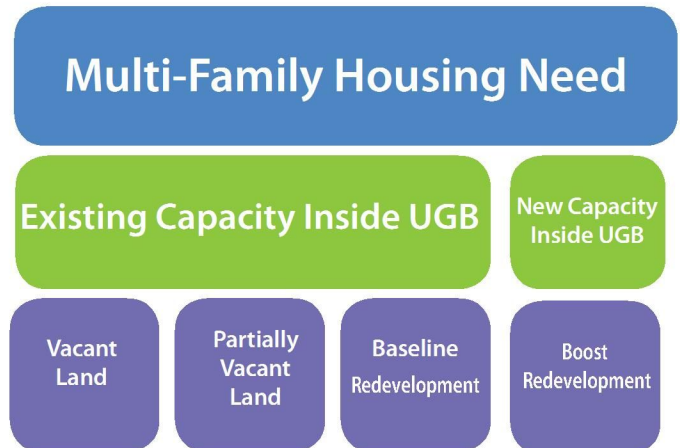 Multi-Family Housing Need
Existing Capacity Inside UGB
New Capacity
Inside UGB
Vacant
Land
Partially
Vacant
Land
Baseline
Redevelopment
Boost
Redevelopment